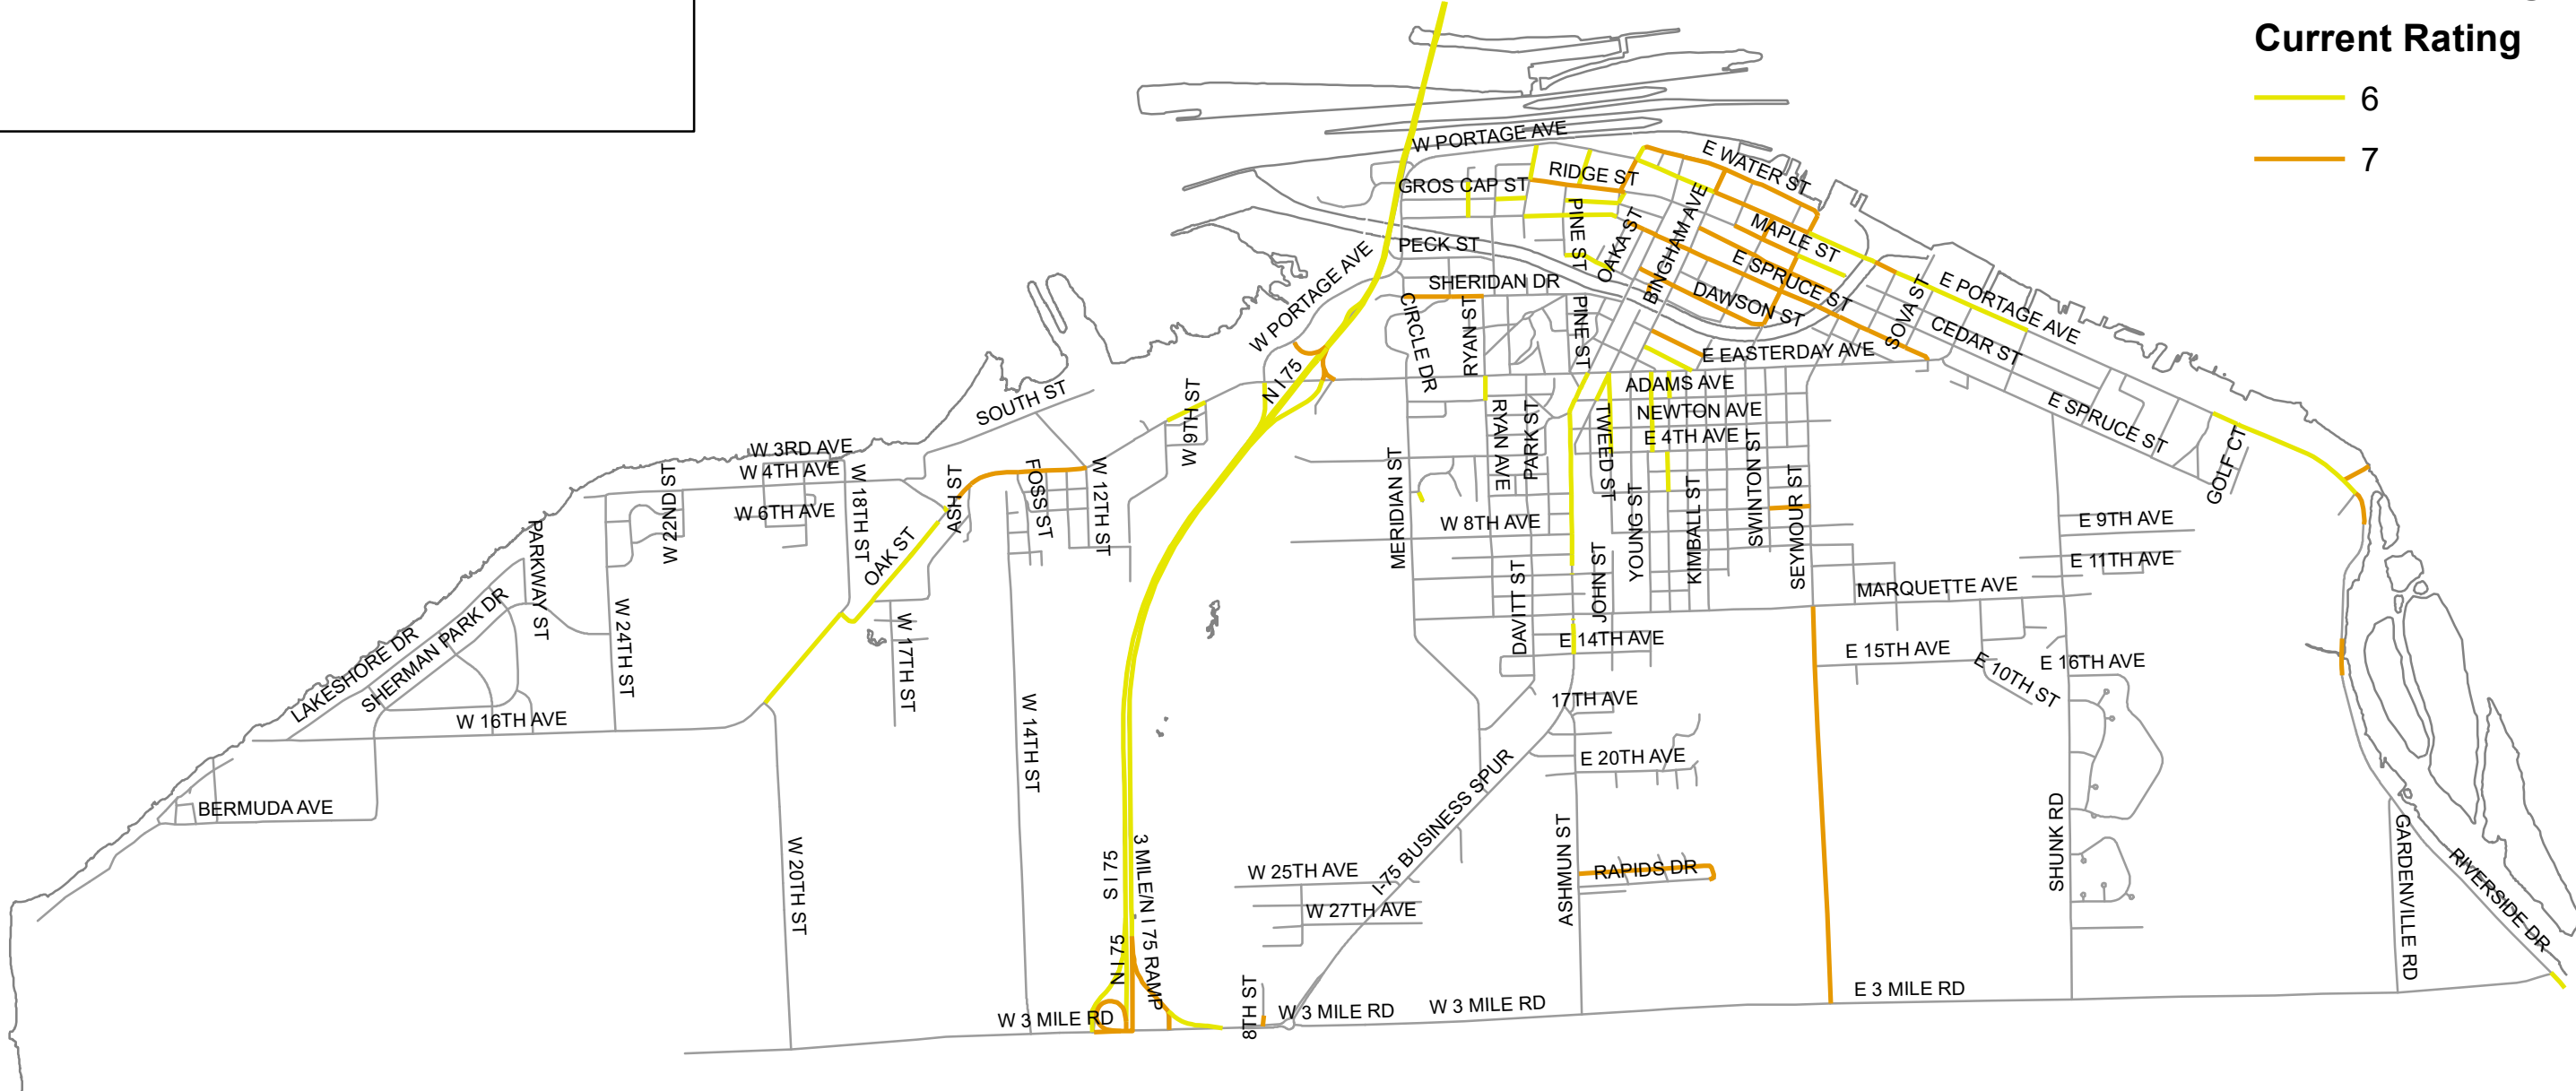 Current Rating
6
7
W PORTAGE AVE
E WATER ST
RIDGE ST
GROS CAP ST
PINE ST
OAKA ST
BINGHAM AVE
MAPLE ST
PECK ST
E SPRUCE ST
SHERIDAN DR
DAWSON ST
W PORTAGE AVE
CIRCLE DR
RYAN ST
PINE ST
SOVA ST
E PORTAGE AVE
CEDAR ST
E EASTERDAY AVE
N I 75
ADAMS AVE
SOUTH ST
W 9TH ST
RYAN AVE
PARK ST
TWEED ST
NEWTON AVE
E 4TH AVE
E SPRUCE ST
GOLF CT
W 3RD AVE
W 4TH AVE
W 22ND ST
W 18TH ST
ASH ST
FOSS ST
W 12TH ST
MERIDIAN ST
SWINTON ST
SEYMOUR ST
KIMBALL ST
YOUNG ST
W 6TH AVE
W 8TH AVE
E 9TH AVE
PARKWAY ST
OAK ST
DAVITT ST
JOHN ST
E 11TH AVE
MARQUETTE AVE
LAKESHORE DR
SHERMAN PARK DR
W 24TH ST
W 17TH ST
E 14TH AVE
E 15TH AVE
E 10TH ST
E 16TH AVE
W 16TH AVE
W 14TH ST
17TH AVE
E 20TH AVE
I-75 BUSINESS SPUR
BERMUDA AVE
W 20TH ST
S I 75
3 MILE/N I 75 RAMP
W 25TH AVE
W 27TH AVE
ASHMUN ST
RAPIDS DR
SHUNK RD
GARDENVILLE RD
RIVERSIDE DR
N I 75
W 3 MILE RD
8TH ST
W 3 MILE RD
W 3 MILE RD
E 3 MILE RD